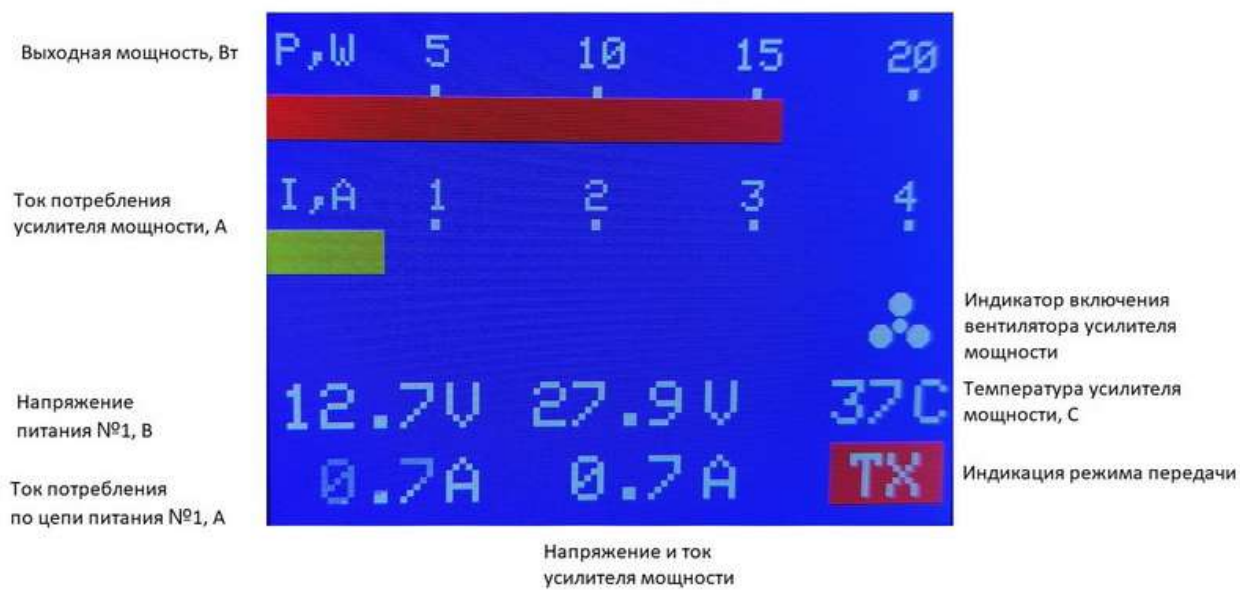 Выходная мощность, Вт
P,W 5 10 15 20
Ток потребления
усилителя мощности, А
I,A 1 2 3 4
Индикатор включения
вентилятора усилителя
мощности
Напряжение
питания №1, В
12.7V 27.9V 37C
Температура усилителя
мощности, С
Ток потребления
по цепи питания №1, А
0.7A 0.7A TX
Индикация режима передачи
Напряжение и ток
усилителя мощности